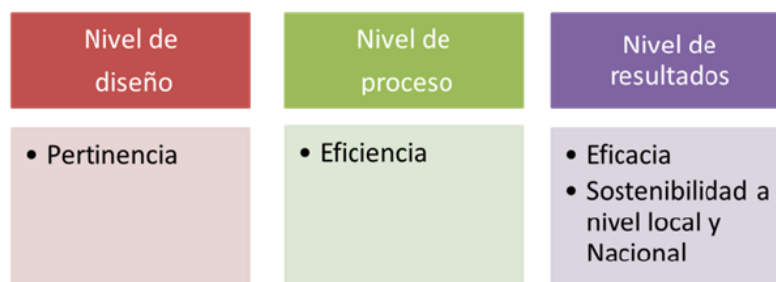 Nivel de
diseño
• Pertinencia
Nivel de
proceso
• Eficiencia
Nivel de
resultados
• Eficacia
• Sostenibilidad a
nivel local y
Nacional